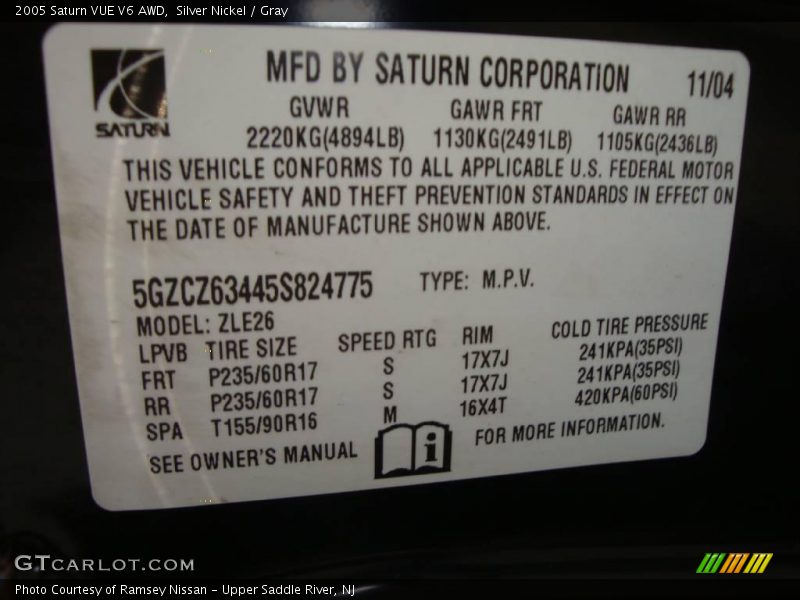 2005 Saturn VUE V6 AWD,  Silver Nickel / Gray
SATURN
MFD BY SATURN CORPORATION 11/04
GVWR GAWR FRT GAWR RR
2220KG(4894LB) 1130KG(2491LB) 1105KG(2436LB)
THIS VEHICLE CONFORMS TO ALL APPLICABLE U.S. FEDERAL MOTOR
VEHICLE SAFETY AND THEFT PREVENTION STANDARDS IN EFFECT ON
THE DATE OF MANUFACTURE SHOWN ABOVE.
5GZCZ63445S824775 TYPE: M.P.V.
MODEL: ZLE26
LPVB TIRE SIZE SPEED RTG RIM COLD TIRE PRESSURE
FRT P235/60R17 S 17X7J 241KPA(35PSI)
RR P235/60R17 S 17X7J 241KPA(35PSI)
SPA T155/90R16 M 16X4T 420KPA(60PSI)
SEE OWNER'S MANUAL i FOR MORE INFORMATION.
GTCARLOT.COM
Photo Courtesy of Ramsey Nissan - Upper Saddle River, NJ